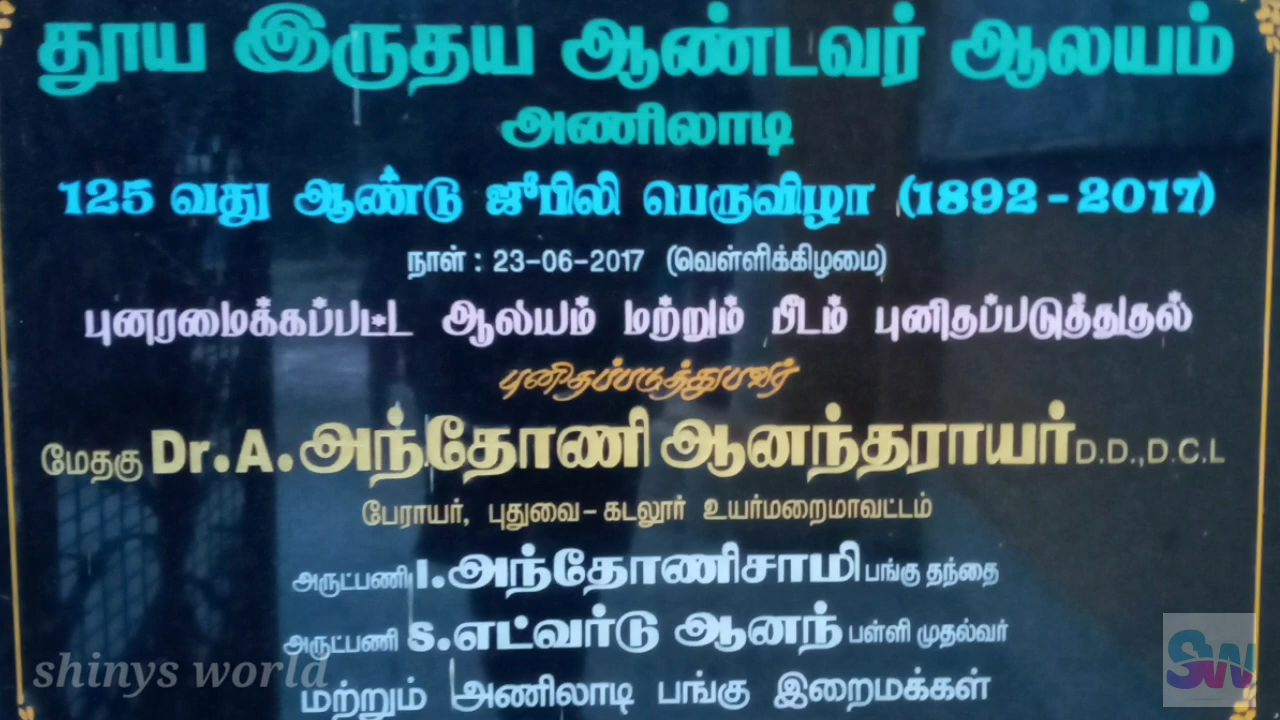 தூய இருதய ஆண்டவர் ஆலயம்
அணிலாடி
125 வது ஆண்டு ஜூபிலி பெருவிழா (1892 - 2017)
நாள் : 23-06-2017 (வெள்ளிக்கிழமை)
புனரமைக்கப்பட்ட ஆலயம் மற்றும் பீடம் புனிதப்படுத்துதல்
புனிதப்படுத்துபவர்
மேதகு Dr.A.அந்தோணி ஆனந்தராயர் D.D.,D.C.L
பேராயர், புதுவை - கடலூர் உயர்மறைமாவட்டம்
அருட்பணி I.அந்தோணிசாமி பங்கு தந்தை
அருட்பணி S.எட்வர்டு ஆனந் பள்ளி முதல்வர்
மற்றும் அணிலாடி பங்கு இறைமக்கள்
shinys world
SW